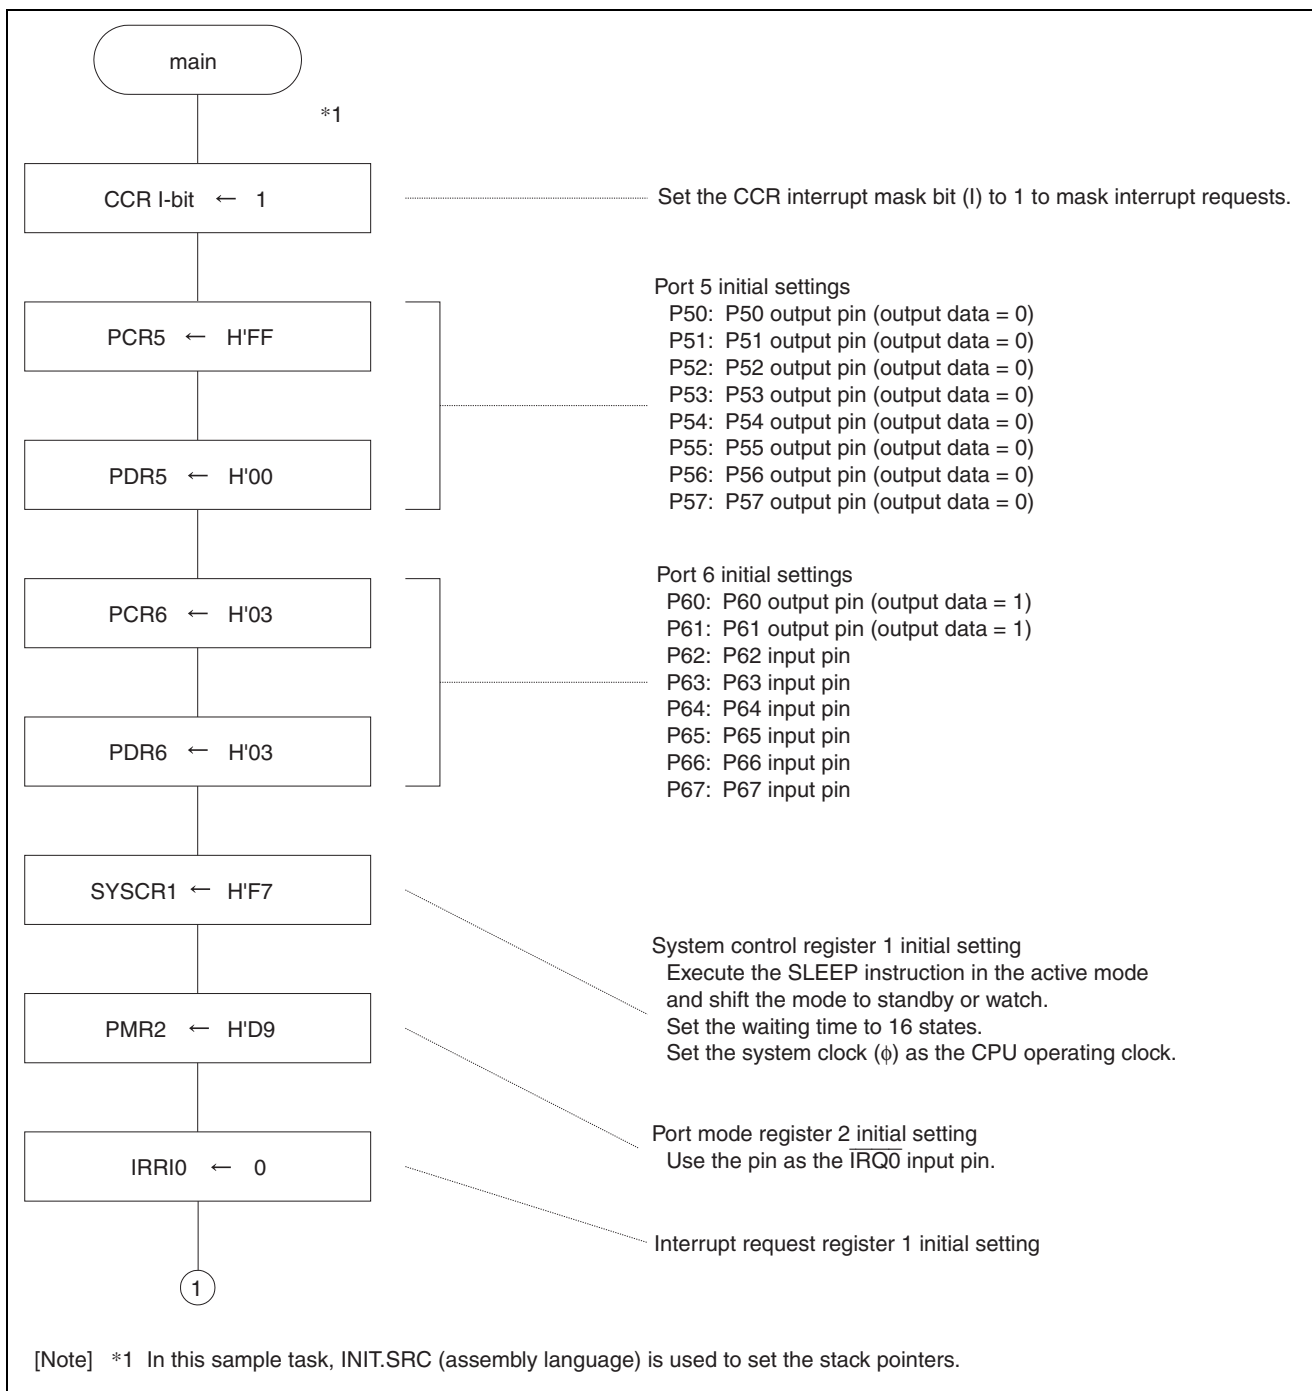 main
*1
CCR I-bit ← 1
Set the CCR interrupt mask bit (I) to 1 to mask interrupt requests.
PCR5 ← H'FF
PDR5 ← H'00
Port 5 initial settings
P50: P50 output pin (output data = 0)
P51: P51 output pin (output data = 0)
P52: P52 output pin (output data = 0)
P53: P53 output pin (output data = 0)
P54: P54 output pin (output data = 0)
P55: P55 output pin (output data = 0)
P56: P56 output pin (output data = 0)
P57: P57 output pin (output data = 0)
PCR6 ← H'03
PDR6 ← H'03
Port 6 initial settings
P60: P60 output pin (output data = 1)
P61: P61 output pin (output data = 1)
P62: P62 input pin
P63: P63 input pin
P64: P64 input pin
P65: P65 input pin
P66: P66 input pin
P67: P67 input pin
SYSCR1 ← H'F7
System control register 1 initial setting
Execute the SLEEP instruction in the active mode
and shift the mode to standby or watch.
Set the waiting time to 16 states.
Set the system clock (ϕ) as the CPU operating clock.
PMR2 ← H'D9
Port mode register 2 initial setting
Use the pin as the I̅R̅Q̅0̅ input pin.
IRRI0 ← 0
Interrupt request register 1 initial setting
1
[Note] *1 In this sample task, INIT.SRC (assembly language) is used to set the stack pointers.